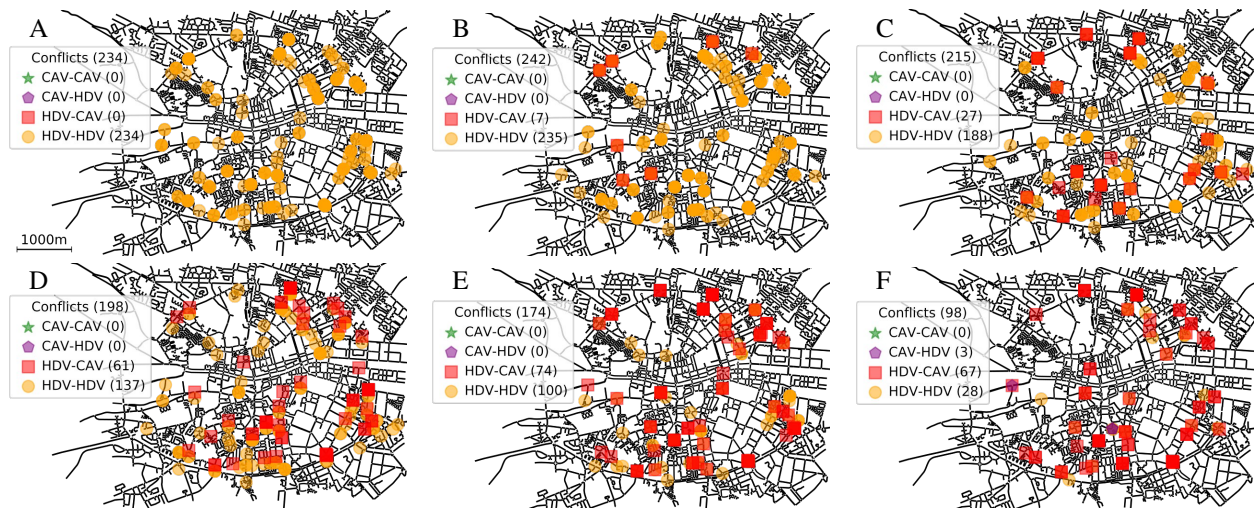 A
Conflicts (234)
CAV-CAV (0)
CAV-HDV (0)
HDV-CAV (0)
HDV-HDV (234)
1000m
B
Conflicts (242)
CAV-CAV (0)
CAV-HDV (0)
HDV-CAV (7)
HDV-HDV (235)
C
Conflicts (215)
CAV-CAV (0)
CAV-HDV (0)
HDV-CAV (27)
HDV-HDV (188)
D
Conflicts (198)
CAV-CAV (0)
CAV-HDV (0)
HDV-CAV (61)
HDV-HDV (137)
E
Conflicts (174)
CAV-CAV (0)
CAV-HDV (0)
HDV-CAV (74)
HDV-HDV (100)
F
Conflicts (98)
CAV-CAV (0)
CAV-HDV (3)
HDV-CAV (67)
HDV-HDV (28)